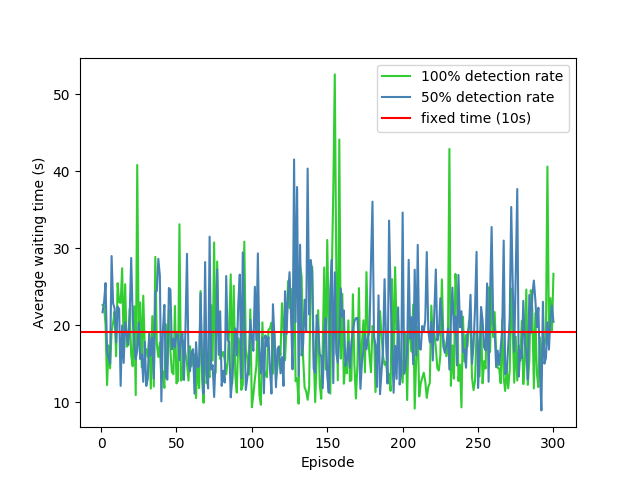 100% detection rate
50% detection rate
fixed time (10s)
Average waiting time (s)
50
40
30
20
10
0 50 100 150 200 250 300
Episode